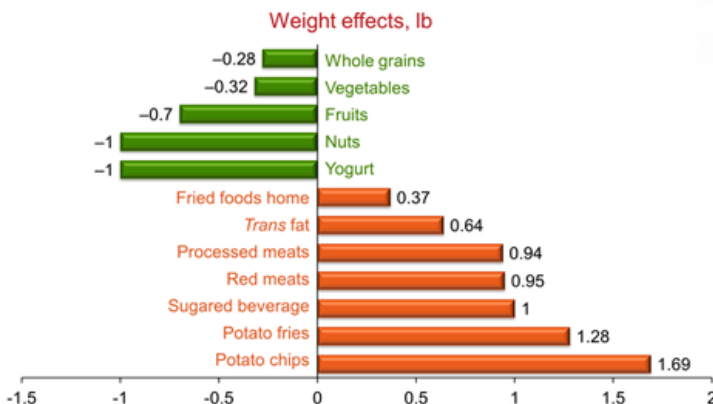 Weight effects, lb
–0.28 Whole grains
–0.32 Vegetables
–0.7 Fruits
–1 Nuts
–1 Yogurt
Fried foods home 0.37
Trans fat 0.64
Processed meats 0.94
Red meats 0.95
Sugared beverage 1
Potato fries 1.28
Potato chips 1.69
-1.5 -1 -0.5 0 0.5 1 1.5 2